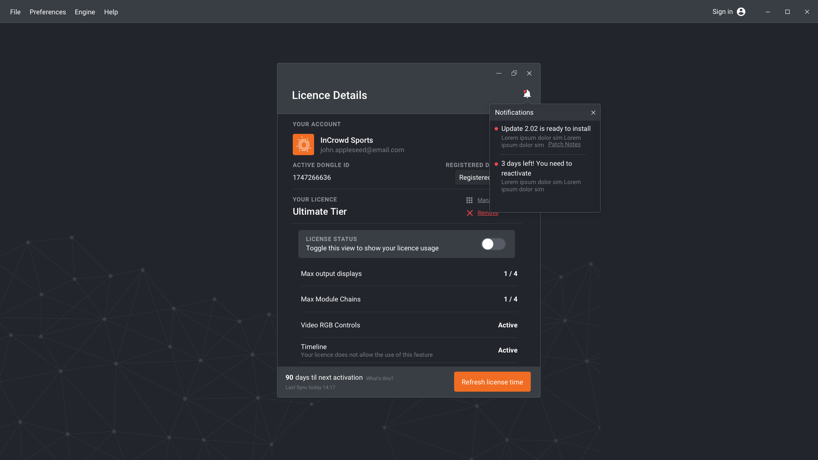 File Preferences Engine Help Sign in
Licence Details
Notifications
Update 2.02 is ready to install
Lorem ipsum dolor sim Lorem
ipsum dolor sim Patch Notes
3 days left! You need to
reactivate
Lorem ipsum dolor sim Lorem
ipsum dolor sim
YOUR ACCOUNT
InCrowd Sports
john.appleseed@email.com
ACTIVE DONGLE ID REGISTERED D
1747266636 Registered
YOUR LICENCE
Ultimate Tier
Remove
LICENSE STATUS
Toggle this view to show your licence usage
Max output displays 1 / 4
Max Module Chains 1 / 4
Video RGB Controls Active
Timeline Active
Your licence does not allow the use of this feature
90 days til next activation What's this?
Last Sync today 14:17
Refresh license time